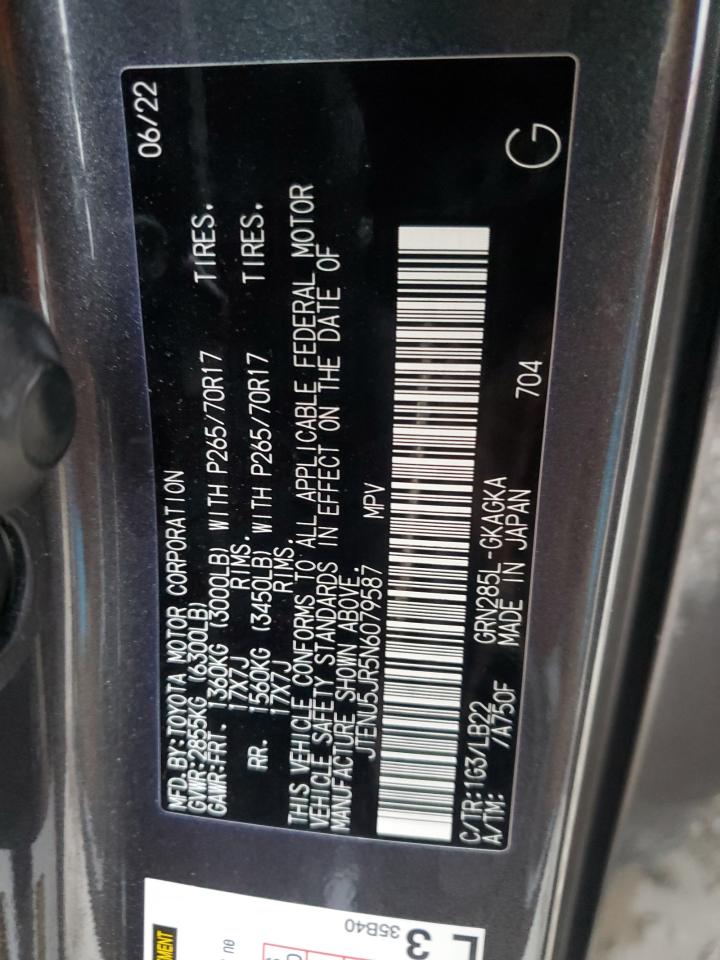 MFD.BY:TOYOTA MOTOR CORPORATION 06/22
GVWR:2855KG (6300LB)
GAWR:FRT. 1360KG (3000LB) WITH P265/70R17 TIRES.
17X7J RIMS.
RR. 1560KG (3450LB) WITH P265/70R17 TIRES.
17X7J RIMS.
THIS VEHICLE CONFORMS TO ALL APPLICABLE FEDERAL MOTOR
VEHICLE SAFETY STANDARDS IN EFFECT ON THE DATE OF
MANUFACTURE SHOWN ABOVE.
JTENU5JR5N6079587 MPV
C/TR:1G3/LB22 GRN285L-GKAGKA 704 G
A/TM: /A750F MADE IN JAPAN
L
3
35B40